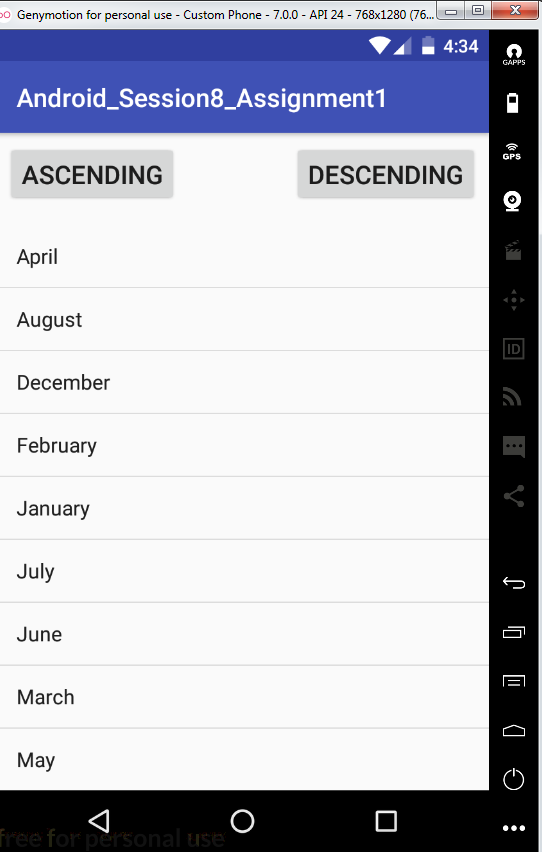 Genymotion for personal use - Custom Phone - 7.0.0 - API 24 - 768x1280 (76...
4:34
GAPPS
Android_Session8_Assignment1
GPS
ASCENDING
DESCENDING
April
August
December
February
ID
January
July
June
March
May
free for personal use